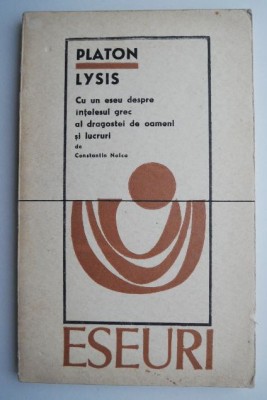 PLATON
LYSIS
Cu un eseu despre
înțelesul grec
al dragostei de oameni
și lucruri
de
Constantin Noica
ESEURI